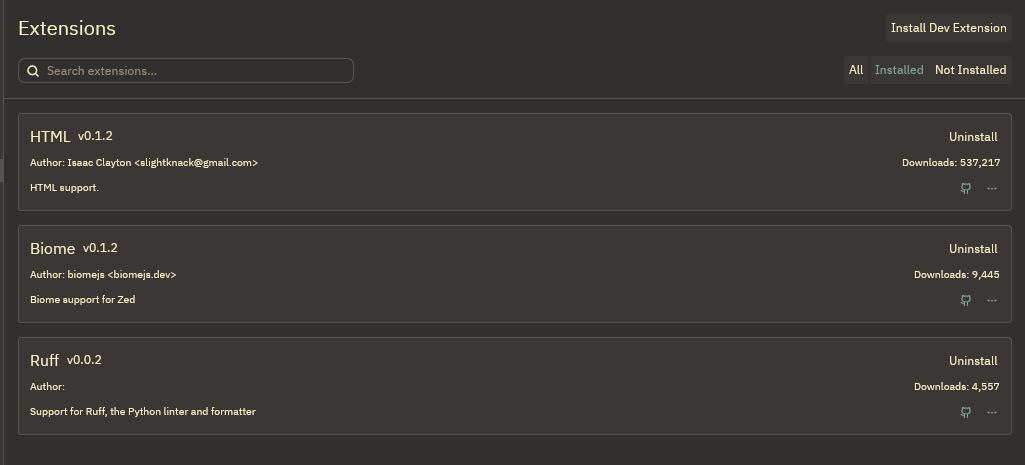 Extensions
Install Dev Extension
Search extensions...
All Installed Not Installed
HTML v0.1.2
Uninstall
Author: Isaac Clayton <slightknack@gmail.com>
Downloads: 537,217
HTML support.
Biome v0.1.2
Uninstall
Author: biomejs <biomejs.dev>
Downloads: 9,445
Biome support for Zed
Ruff v0.0.2
Uninstall
Author:
Downloads: 4,557
Support for Ruff, the Python linter and formatter